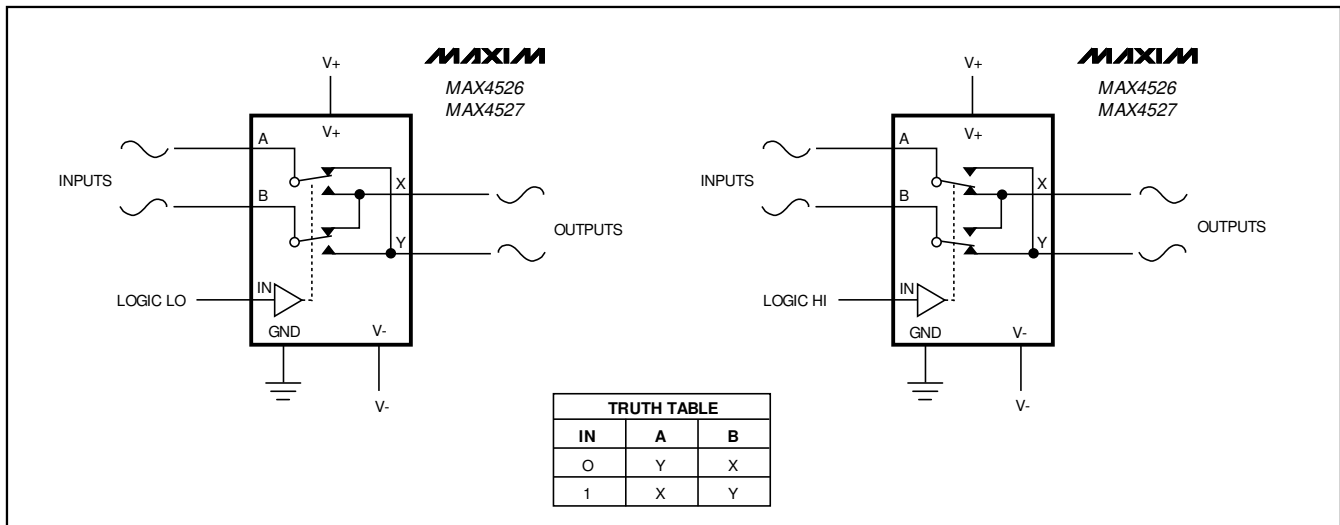 V+
MAXIM
MAX4526
MAX4527
V+
A
INPUTS
B
X
Y
OUTPUTS
LOGIC LO
IN
GND
V-
V-
V+
MAXIM
MAX4526
MAX4527
V+
A
INPUTS
B
X
Y
OUTPUTS
LOGIC HI
IN
GND
V-
V-
TRUTH TABLE
IN A B
O Y X
1 X Y